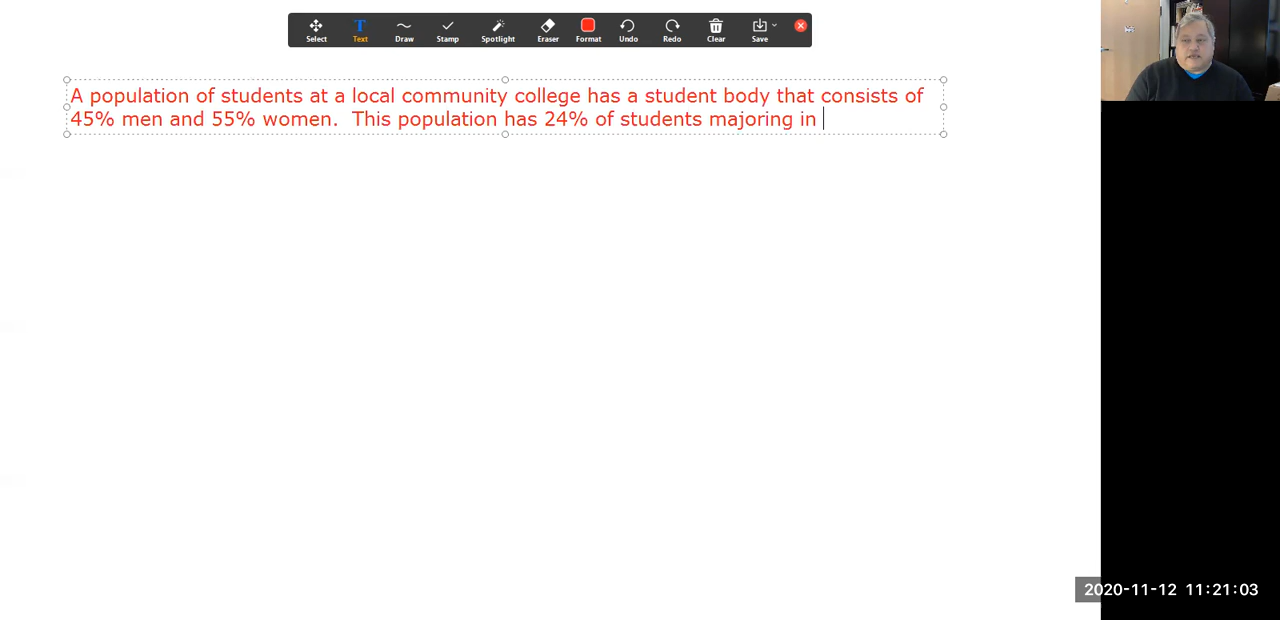 Select Text Draw Stamp Spotlight Eraser Format Undo Redo Clear Save
A population of students at a local community college has a student body that consists of
45% men and 55% women.  This population has 24% of students majoring in
2020-11-12 11:21:03